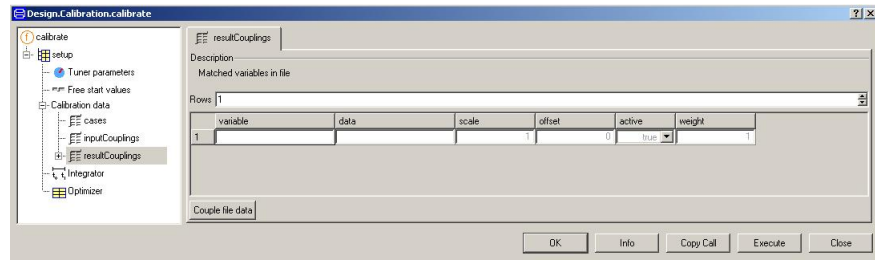 Design.Calibration.calibrate
calibrate
setup
Tuner parameters
Free start values
Calibration data
cases
inputCouplings
resultCouplings
Integrator
Optimizer
resultCouplings
Description
Matched variables in file
Rows 1
variable data scale offset active weight
1 1 0 true 1
Couple file data
OK Info Copy Call Execute Close